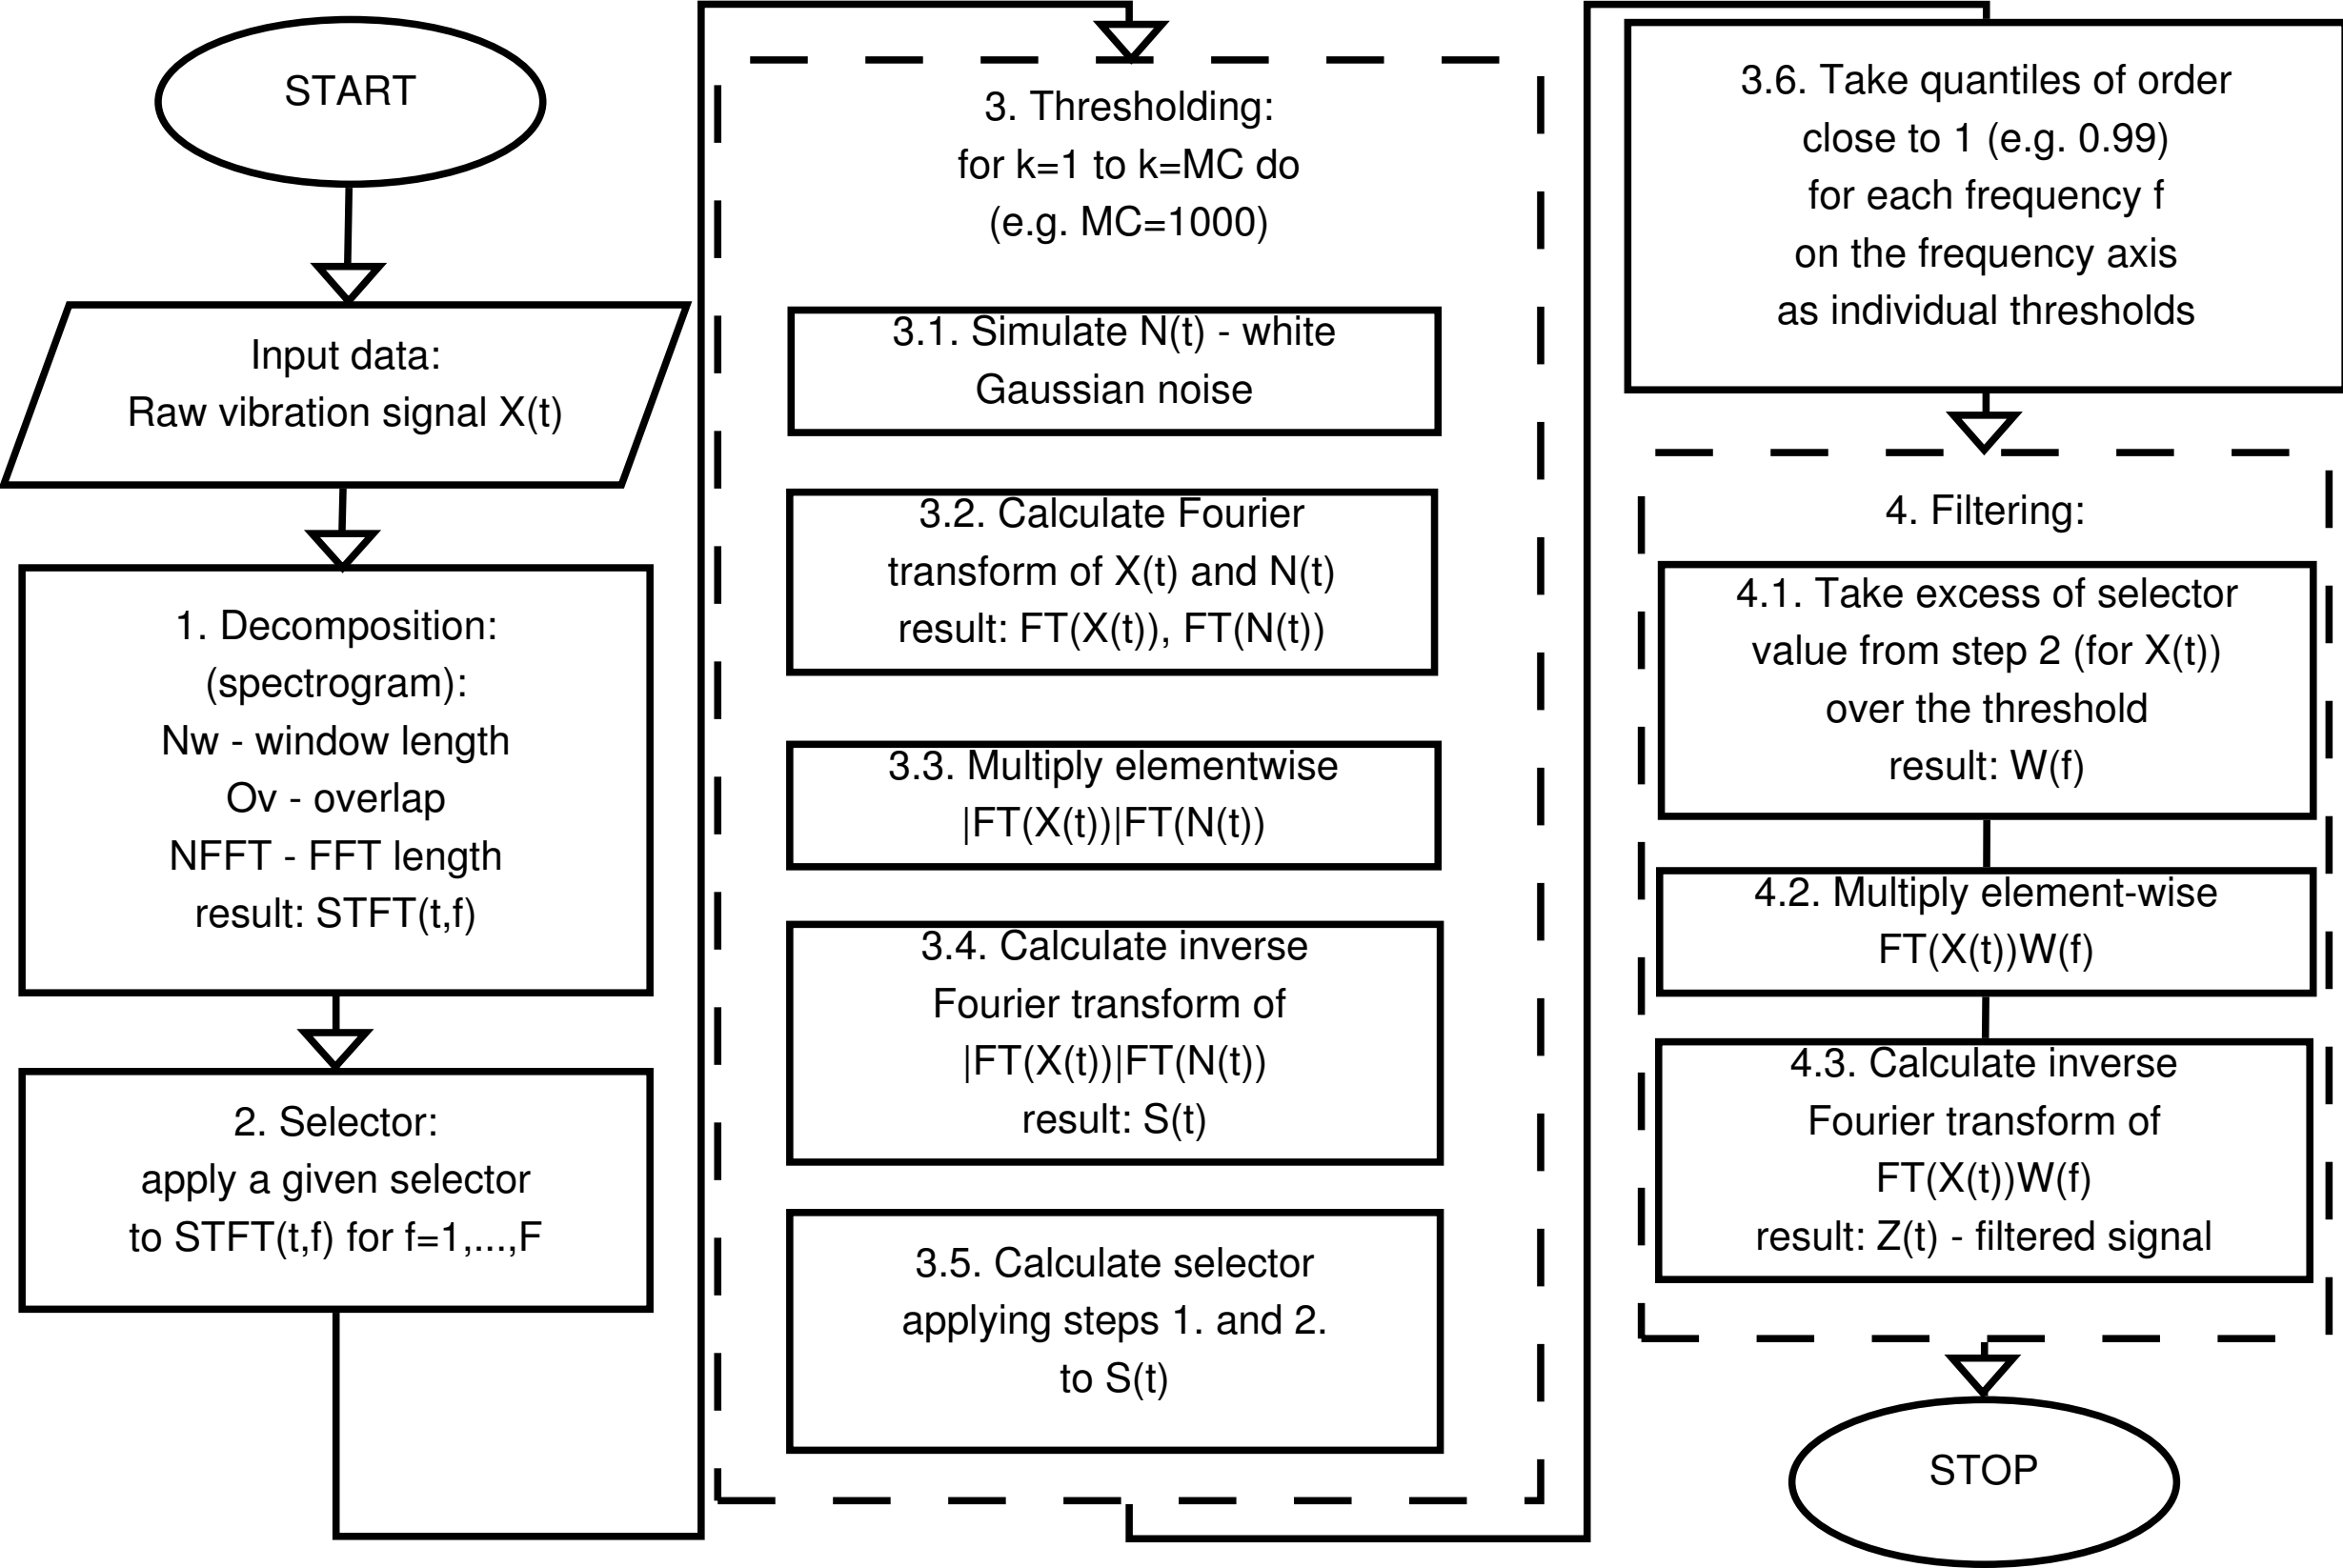 START
Input data:
Raw vibration signal X(t)
1. Decomposition:
(spectrogram):
Nw - window length
Ov - overlap
NFFT - FFT length
result: STFT(t,f)
2. Selector:
apply a given selector
to STFT(t,f) for f=1,...,F
3. Thresholding:
for k=1 to k=MC do
(e.g. MC=1000)
3.1. Simulate N(t) - white
Gaussian noise
3.2. Calculate Fourier
transform of X(t) and N(t)
result: FT(X(t)), FT(N(t))
3.3. Multiply elementwise
|FT(X(t))|FT(N(t))
3.4. Calculate inverse
Fourier transform of
|FT(X(t))|FT(N(t))
result: S(t)
3.5. Calculate selector
applying steps 1. and 2.
to S(t)
3.6. Take quantiles of order
close to 1 (e.g. 0.99)
for each frequency f
on the frequency axis
as individual thresholds
4. Filtering:
4.1. Take excess of selector
value from step 2 (for X(t))
over the threshold
result: W(f)
4.2. Multiply element-wise
FT(X(t))W(f)
4.3. Calculate inverse
Fourier transform of
FT(X(t))W(f)
result: Z(t) - filtered signal
STOP